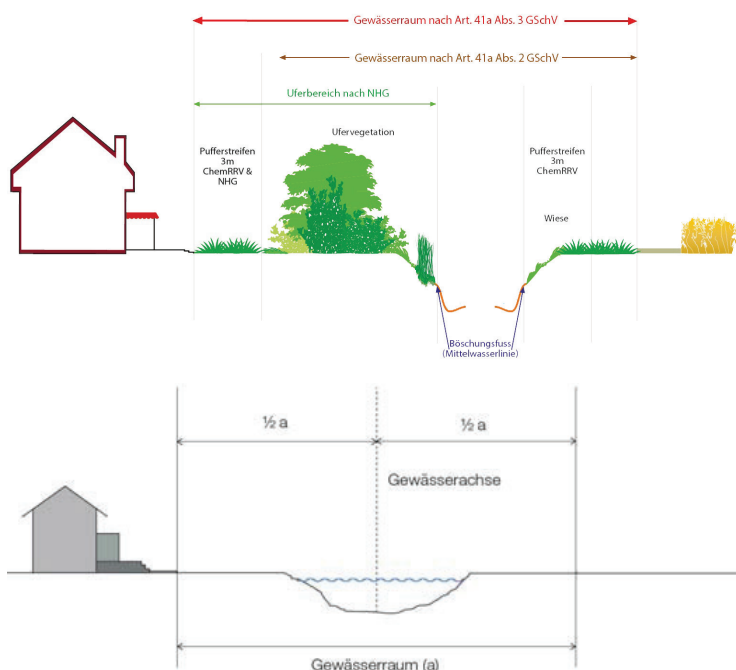 Gewässerraum nach Art. 41a Abs. 3 GSchV
Gewässerraum nach Art. 41a Abs. 2 GSchV
Uferbereich nach NHG
Ufervegetation
Pufferstreifen
3m
ChemRRV &
NHG
Pufferstreifen
3m
ChemRRV
Wiese
Böschungsfuss
(Mittelwasserlinie)
½ a
½ a
Gewässerachse
Gewässerraum (a)